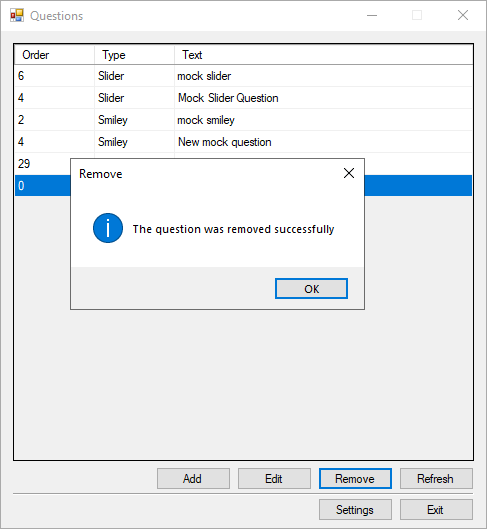 Questions
Order Type Text
6 Slider mock slider
4 Slider Mock Slider Question
2 Smiley mock smiley
4 Smiley New mock question
29
0
Remove
The question was removed successfully
OK
Add Edit Remove Refresh
Settings Exit